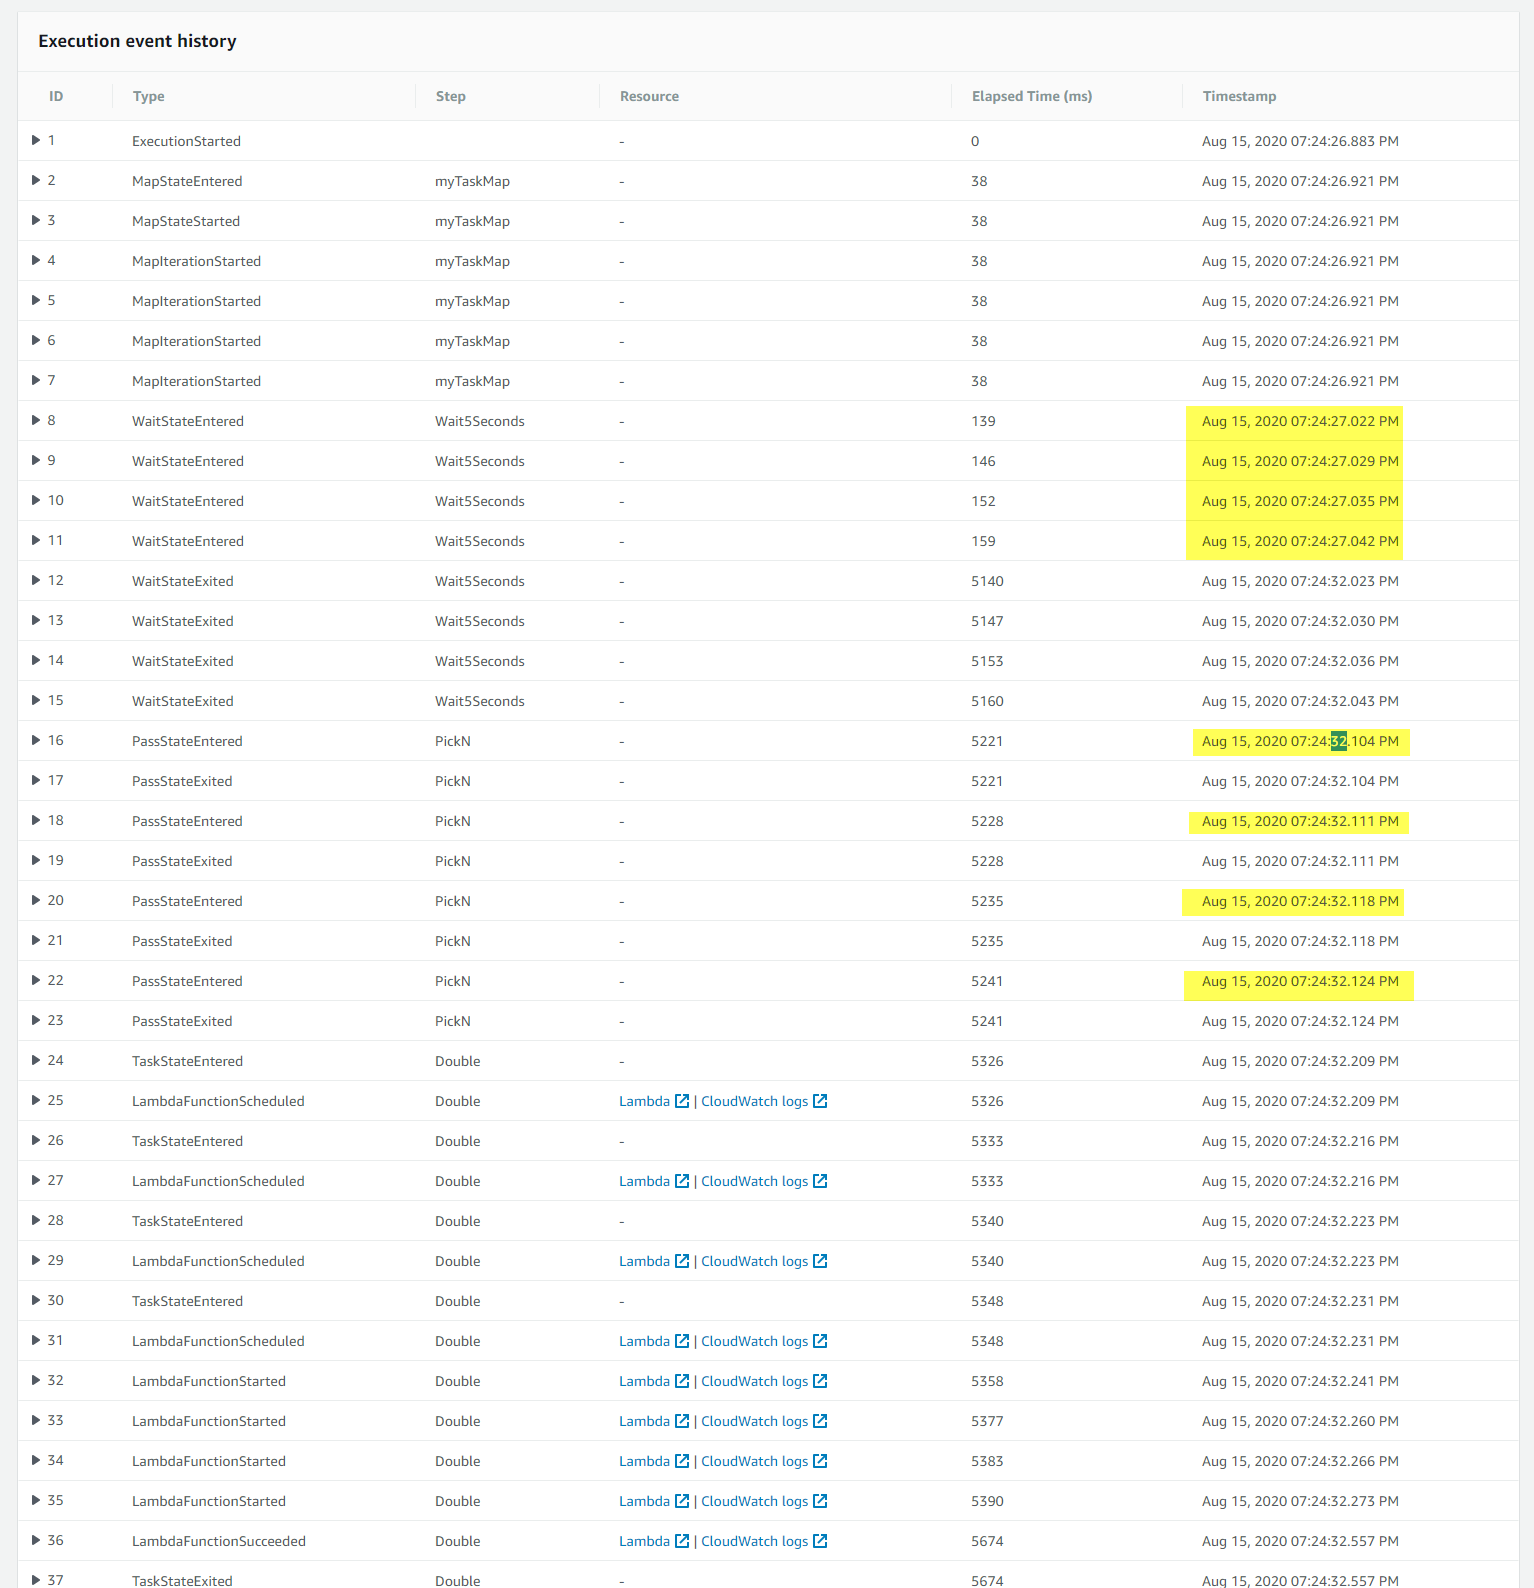 Execution event history
ID Type Step Resource Elapsed Time (ms) Timestamp
1 ExecutionStarted - 0 Aug 15, 2020 07:24:26.883 PM
2 MapStateEntered myTaskMap - 38 Aug 15, 2020 07:24:26.921 PM
3 MapStateStarted myTaskMap - 38 Aug 15, 2020 07:24:26.921 PM
4 MapIterationStarted myTaskMap - 38 Aug 15, 2020 07:24:26.921 PM
5 MapIterationStarted myTaskMap - 38 Aug 15, 2020 07:24:26.921 PM
6 MapIterationStarted myTaskMap - 38 Aug 15, 2020 07:24:26.921 PM
7 MapIterationStarted myTaskMap - 38 Aug 15, 2020 07:24:26.921 PM
8 WaitStateEntered Wait5Seconds - 139 Aug 15, 2020 07:24:27.022 PM
9 WaitStateEntered Wait5Seconds - 146 Aug 15, 2020 07:24:27.029 PM
10 WaitStateEntered Wait5Seconds - 152 Aug 15, 2020 07:24:27.035 PM
11 WaitStateEntered Wait5Seconds - 159 Aug 15, 2020 07:24:27.042 PM
12 WaitStateExited Wait5Seconds - 5140 Aug 15, 2020 07:24:32.023 PM
13 WaitStateExited Wait5Seconds - 5147 Aug 15, 2020 07:24:32.030 PM
14 WaitStateExited Wait5Seconds - 5153 Aug 15, 2020 07:24:32.036 PM
15 WaitStateExited Wait5Seconds - 5160 Aug 15, 2020 07:24:32.043 PM
16 PassStateEntered PickN - 5221 Aug 15, 2020 07:24:32.104 PM
17 PassStateExited PickN - 5221 Aug 15, 2020 07:24:32.104 PM
18 PassStateEntered PickN - 5228 Aug 15, 2020 07:24:32.111 PM
19 PassStateExited PickN - 5228 Aug 15, 2020 07:24:32.111 PM
20 PassStateEntered PickN - 5235 Aug 15, 2020 07:24:32.118 PM
21 PassStateExited PickN - 5235 Aug 15, 2020 07:24:32.118 PM
22 PassStateEntered PickN - 5241 Aug 15, 2020 07:24:32.124 PM
23 PassStateExited PickN - 5241 Aug 15, 2020 07:24:32.124 PM
24 TaskStateEntered Double - 5326 Aug 15, 2020 07:24:32.209 PM
25 LambdaFunctionScheduled Double Lambda | CloudWatch logs 5326 Aug 15, 2020 07:24:32.209 PM
26 TaskStateEntered Double - 5333 Aug 15, 2020 07:24:32.216 PM
27 LambdaFunctionScheduled Double Lambda | CloudWatch logs 5333 Aug 15, 2020 07:24:32.216 PM
28 TaskStateEntered Double - 5340 Aug 15, 2020 07:24:32.223 PM
29 LambdaFunctionScheduled Double Lambda | CloudWatch logs 5340 Aug 15, 2020 07:24:32.223 PM
30 TaskStateEntered Double - 5348 Aug 15, 2020 07:24:32.231 PM
31 LambdaFunctionScheduled Double Lambda | CloudWatch logs 5348 Aug 15, 2020 07:24:32.231 PM
32 LambdaFunctionStarted Double Lambda | CloudWatch logs 5358 Aug 15, 2020 07:24:32.241 PM
33 LambdaFunctionStarted Double Lambda | CloudWatch logs 5377 Aug 15, 2020 07:24:32.260 PM
34 LambdaFunctionStarted Double Lambda | CloudWatch logs 5383 Aug 15, 2020 07:24:32.266 PM
35 LambdaFunctionStarted Double Lambda | CloudWatch logs 5390 Aug 15, 2020 07:24:32.273 PM
36 LambdaFunctionSucceeded Double Lambda | CloudWatch logs 5674 Aug 15, 2020 07:24:32.557 PM
37 TaskStateExited Double - 5674 Aug 15, 2020 07:24:32.557 PM